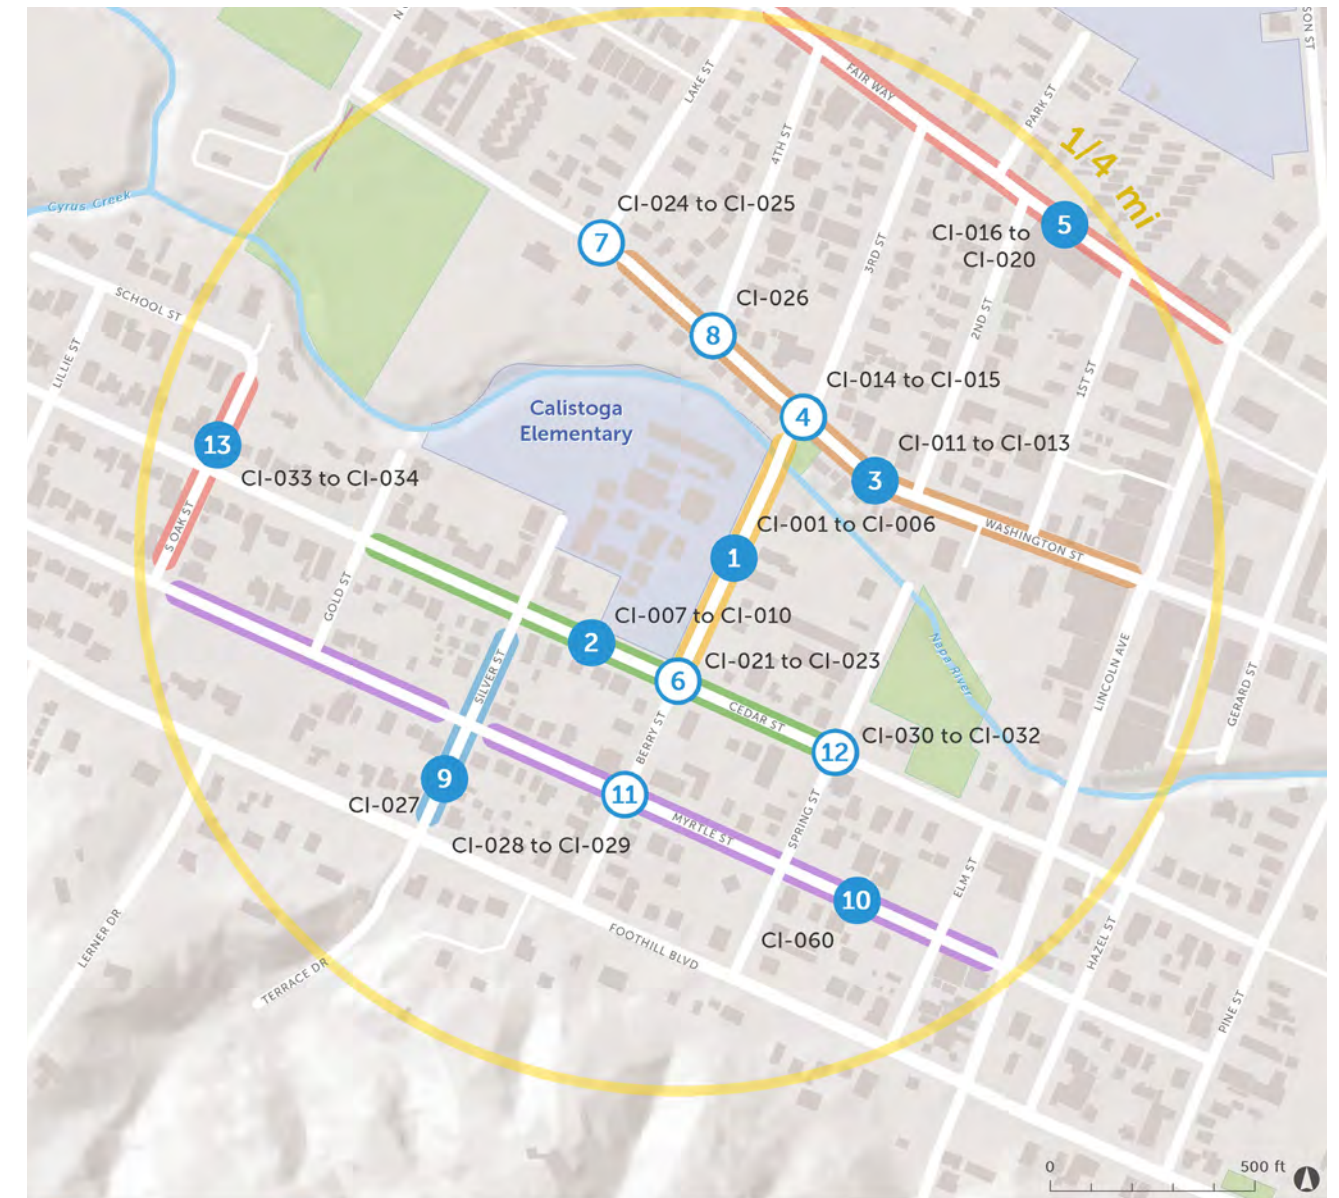 SON ST
LAKE ST
FAIR WAY
PARK ST
4TH ST
1/4 mi
Cyrus Creek
CI-024 to CI-025
7
5
CI-016 to
CI-020
3RD ST
SCHOOL ST
CI-026
2ND ST
8
LILLIE ST
1ST ST
CI-014 to CI-015
Calistoga
Elementary
4
13
CI-011 to CI-013
3
CI-033 to CI-034
S OAK ST
CI-001 to CI-006
WASHINGTON ST
1
GOLD ST
CI-007 to CI-010
2
CI-021 to CI-023
6
Napa River
LINCOLN AVE
SILVER ST
GERARD ST
CEDAR ST
BERRY ST
12
CI-030 to CI-032
9
CI-027
11
MYRTLE ST
SPRING ST
CI-028 to CI-029
10
ELM ST
CI-060
LERNER DR
FOOTHILL BLVD
HAZEL ST
TERRACE DR
PINE ST
0
500 ft